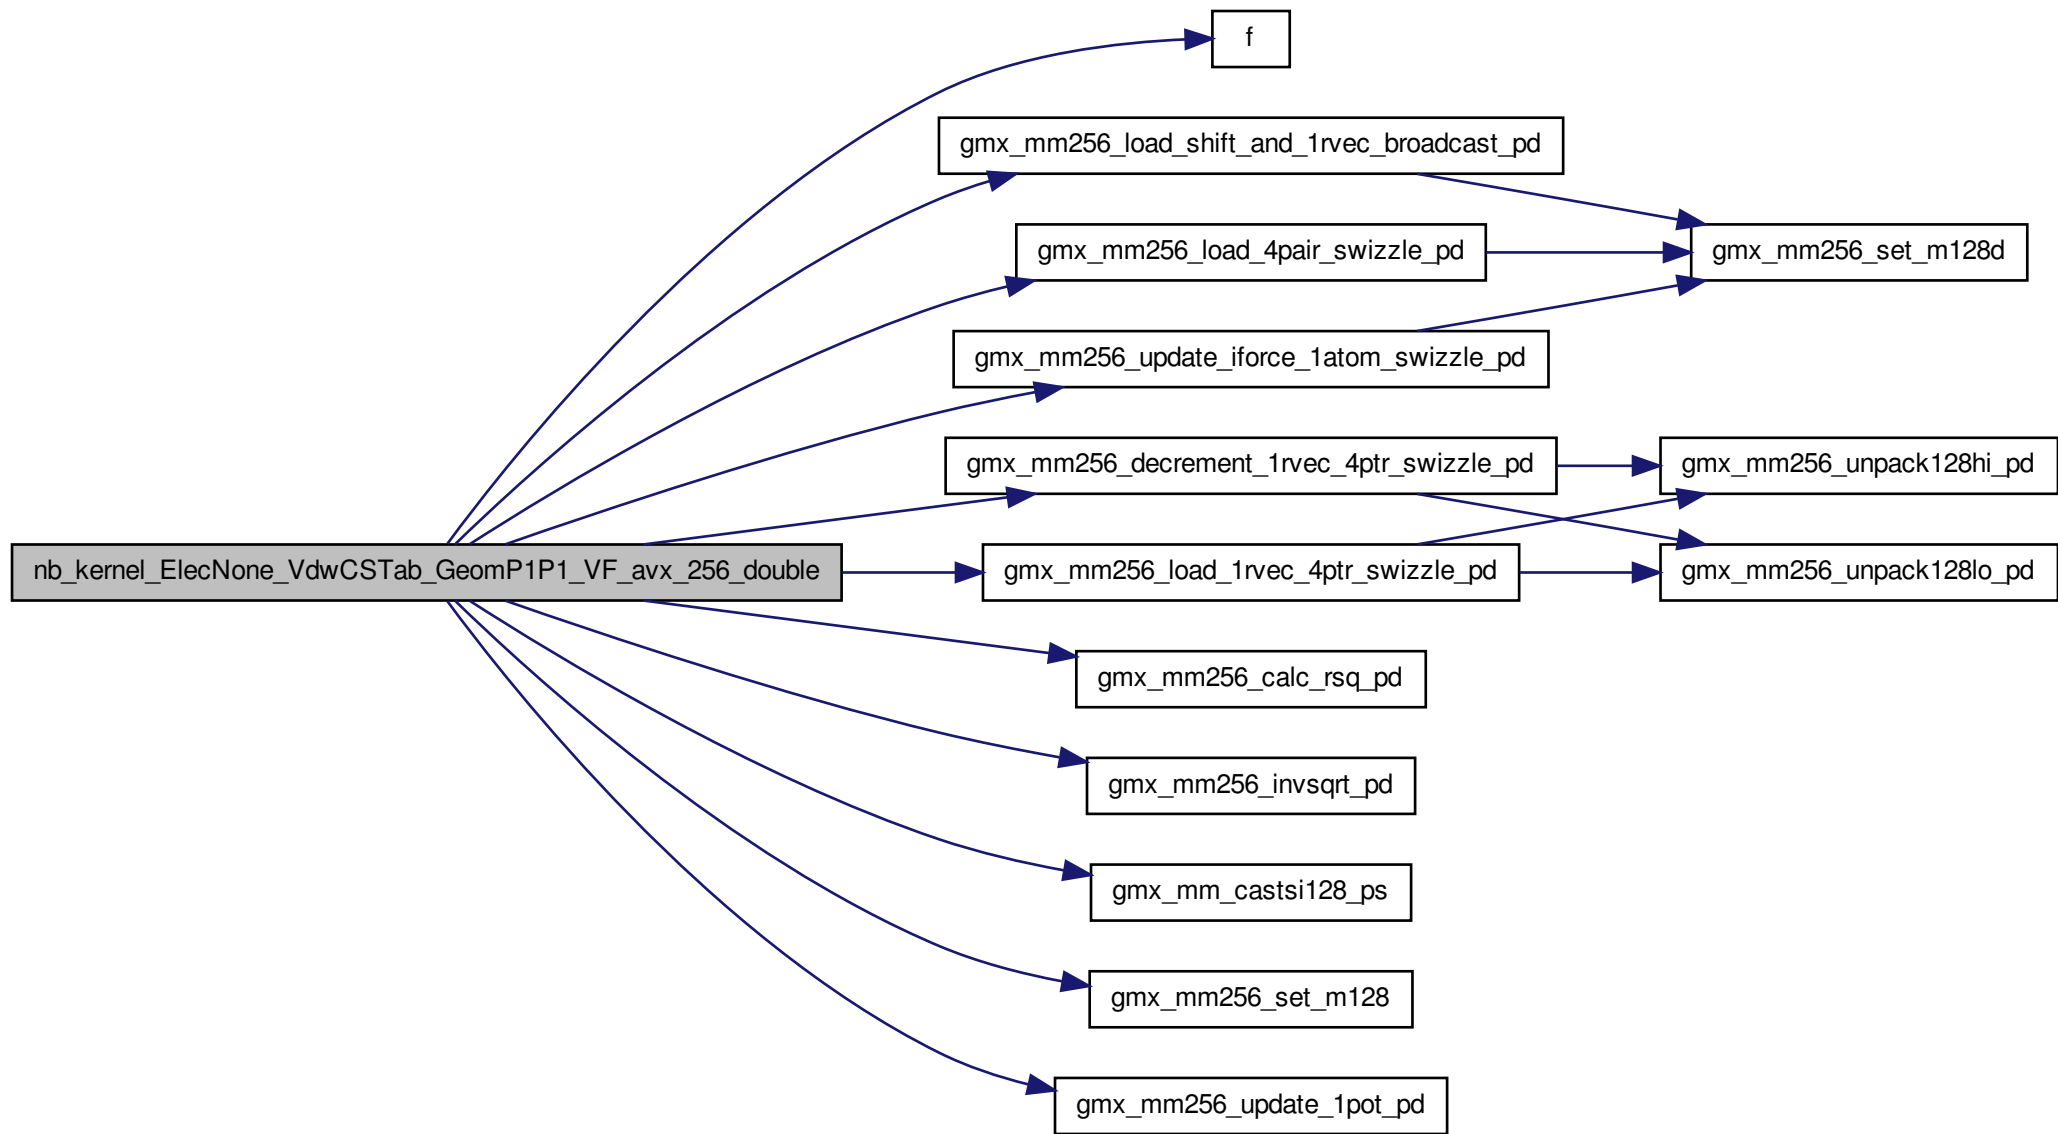 f
gmx_mm256_load_shift_and_1rvec_broadcast_pd
gmx_mm256_load_4pair_swizzle_pd
gmx_mm256_set_m128d
gmx_mm256_update_iforce_1atom_swizzle_pd
gmx_mm256_decrement_1rvec_4ptr_swizzle_pd
gmx_mm256_unpack128hi_pd
nb_kernel_ElecNone_VdwCSTab_GeomP1P1_VF_avx_256_double
gmx_mm256_load_1rvec_4ptr_swizzle_pd
gmx_mm256_unpack128lo_pd
gmx_mm256_calc_rsq_pd
gmx_mm256_invsqrt_pd
gmx_mm_castsi128_ps
gmx_mm256_set_m128
gmx_mm256_update_1pot_pd